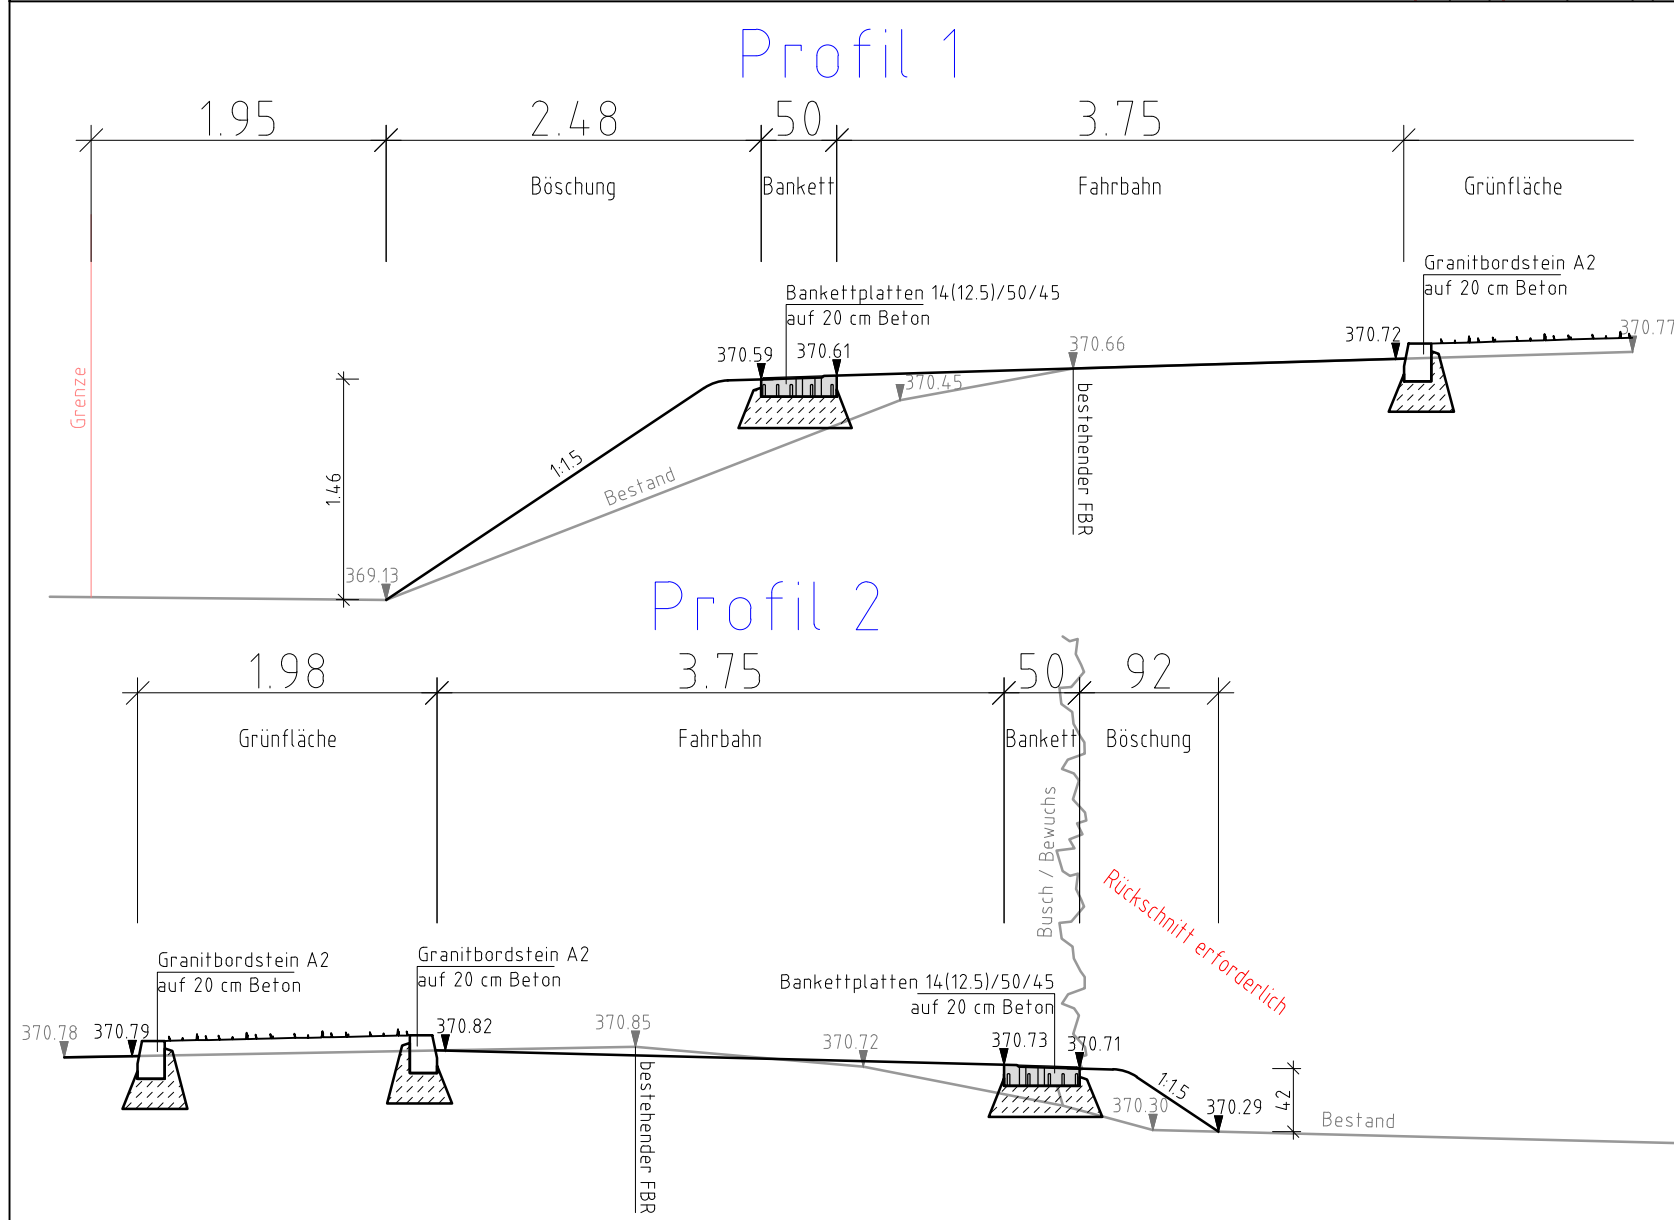 Profil 1
1.95
2.48
50
3.75
Böschung
Bankett
Fahrbahn
Grünfläche
Granitbordstein A2
auf 20 cm Beton
Bankettplatten 14(12.5)/50/45
auf 20 cm Beton
370.59
370.61
370.66
370.72
370.77
370.45
Grenze
bestehender FBR
1:1.5
Bestand
1.46
369.13
Profil 2
1.98
3.75
50
92
Grünfläche
Fahrbahn
Bankett
Böschung
Busch / Bewuchs
Rückschnitt erforderlich
Granitbordstein A2
auf 20 cm Beton
Granitbordstein A2
auf 20 cm Beton
Bankettplatten 14(12.5)/50/45
auf 20 cm Beton
370.78
370.79
370.82
370.85
370.72
370.73
370.71
bestehender FBR
1:1.5
370.30
370.29
42
Bestand